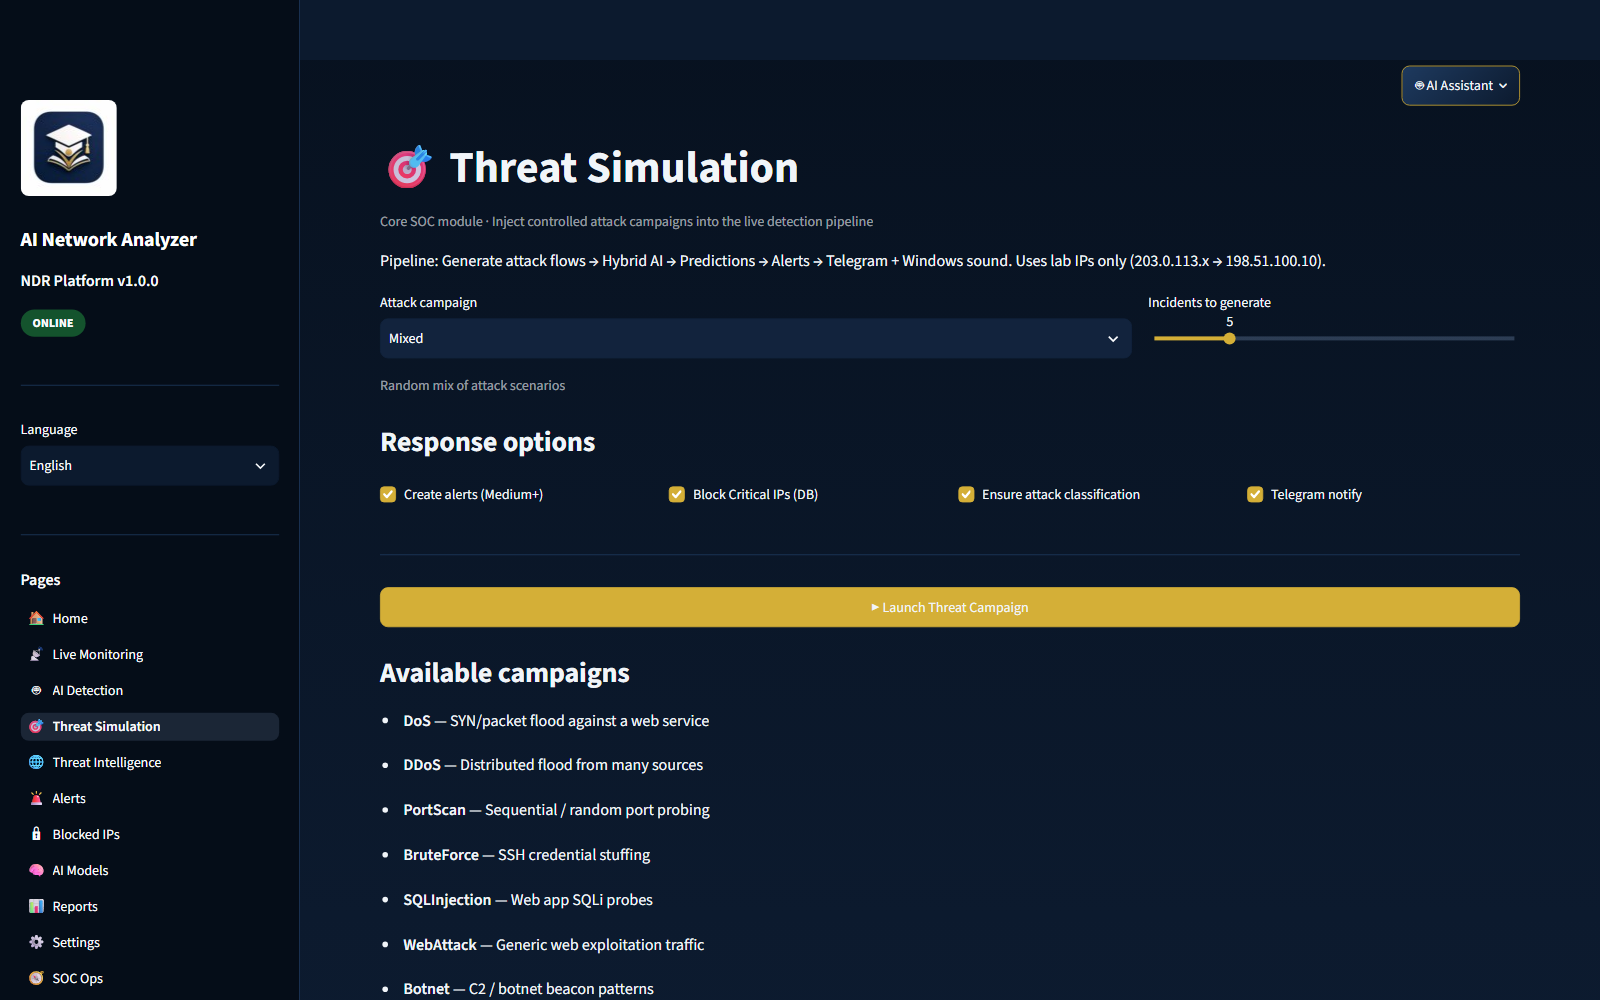 AI Network Analyzer
NDR Platform v1.0.0
ONLINE
Language
English
Pages
Home
Live Monitoring
AI Detection
Threat Simulation
Threat Intelligence
Alerts
Blocked IPs
AI Models
Reports
Settings
SOC Ops
AI Assistant
Threat Simulation
Core SOC module · Inject controlled attack campaigns into the live detection pipeline
Pipeline: Generate attack flows → Hybrid AI → Predictions → Alerts → Telegram + Windows sound. Uses lab IPs only (203.0.113.x → 198.51.100.10).
Attack campaign
Mixed
Incidents to generate
5
Random mix of attack scenarios
Response options
Create alerts (Medium+)
Block Critical IPs (DB)
Ensure attack classification
Telegram notify
▶ Launch Threat Campaign
Available campaigns
• DoS — SYN/packet flood against a web service
• DDoS — Distributed flood from many sources
• PortScan — Sequential / random port probing
• BruteForce — SSH credential stuffing
• SQLInjection — Web app SQLi probes
• WebAttack — Generic web exploitation traffic
• Botnet — C2 / botnet beacon patterns